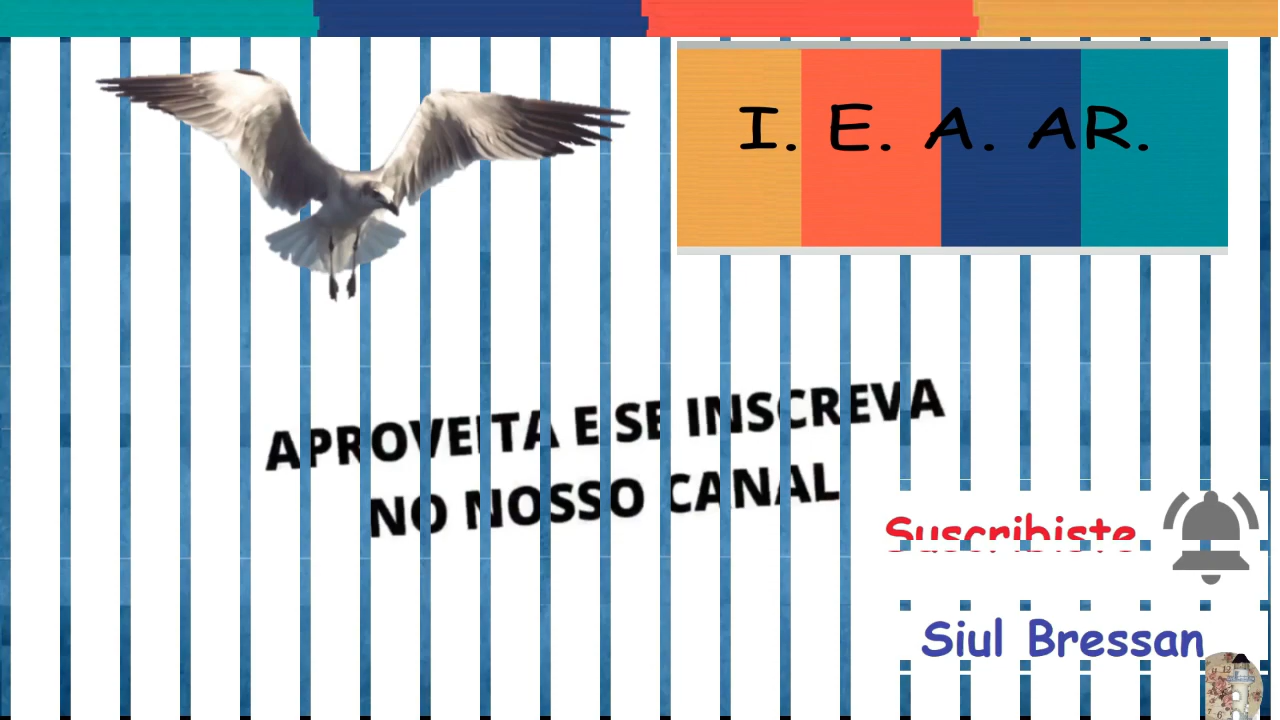 I. E. A. AR.
APROVEITA E SE INSCREVA
NO NOSSO CANAL
Suscribiste
Siul Bressan